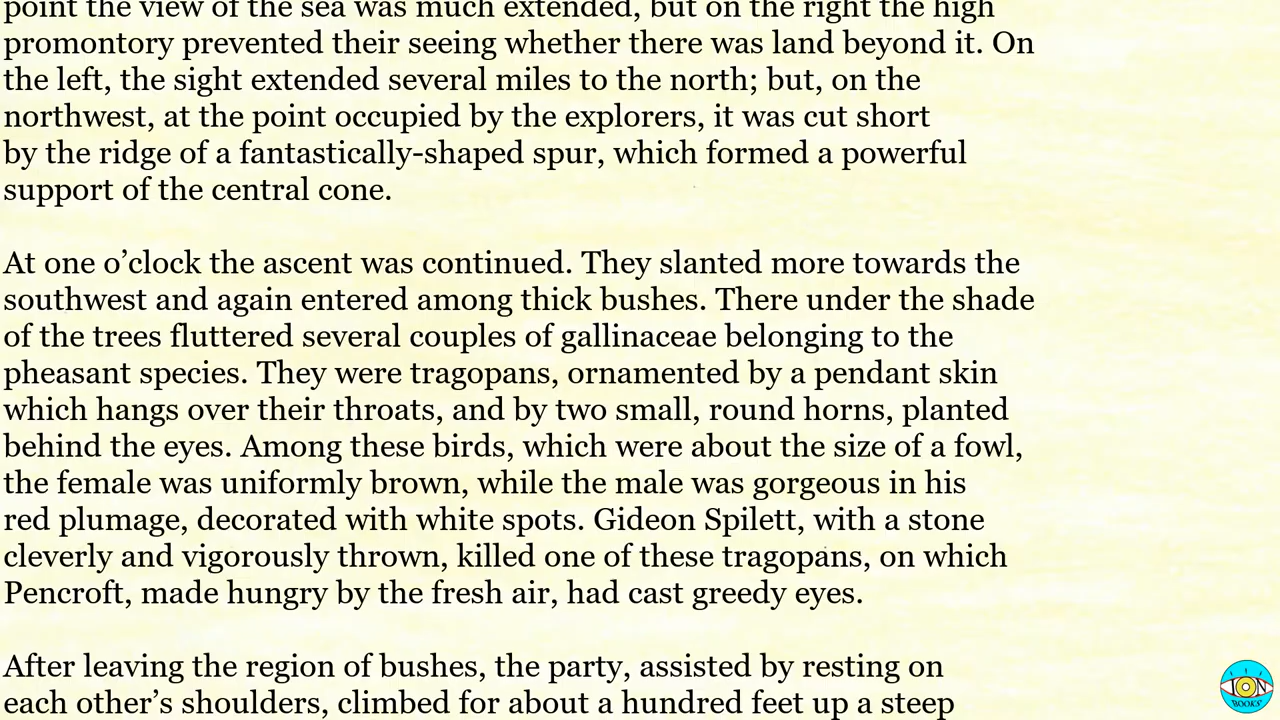 point the view of the sea was much extended, but on the right the high
promontory prevented their seeing whether there was land beyond it. On
the left, the sight extended several miles to the north; but, on the
northwest, at the point occupied by the explorers, it was cut short
by the ridge of a fantastically-shaped spur, which formed a powerful
support of the central cone.
At one o’clock the ascent was continued. They slanted more towards the
southwest and again entered among thick bushes. There under the shade
of the trees fluttered several couples of gallinaceae belonging to the
pheasant species. They were tragopans, ornamented by a pendant skin
which hangs over their throats, and by two small, round horns, planted
behind the eyes. Among these birds, which were about the size of a fowl,
the female was uniformly brown, while the male was gorgeous in his
red plumage, decorated with white spots. Gideon Spilett, with a stone
cleverly and vigorously thrown, killed one of these tragopans, on which
Pencroft, made hungry by the fresh air, had cast greedy eyes.
After leaving the region of bushes, the party, assisted by resting on
each other’s shoulders, climbed for about a hundred feet up a steep
ION
BOOKS